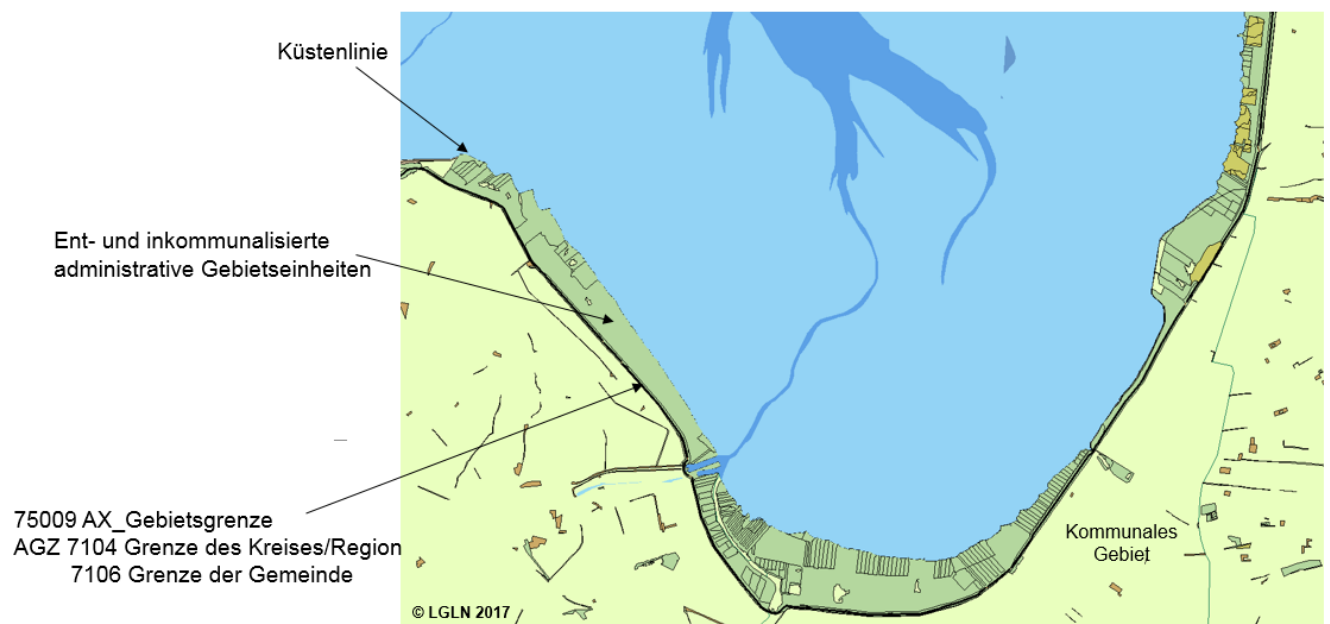 Küstenlinie
Ent- und inkommunalisierte
administrative Gebietseinheiten
75009 AX_Gebietsgrenze
AGZ 7104 Grenze des Kreises/Region
7106 Grenze der Gemeinde
Kommunales
Gebiet
© LGLN 2017